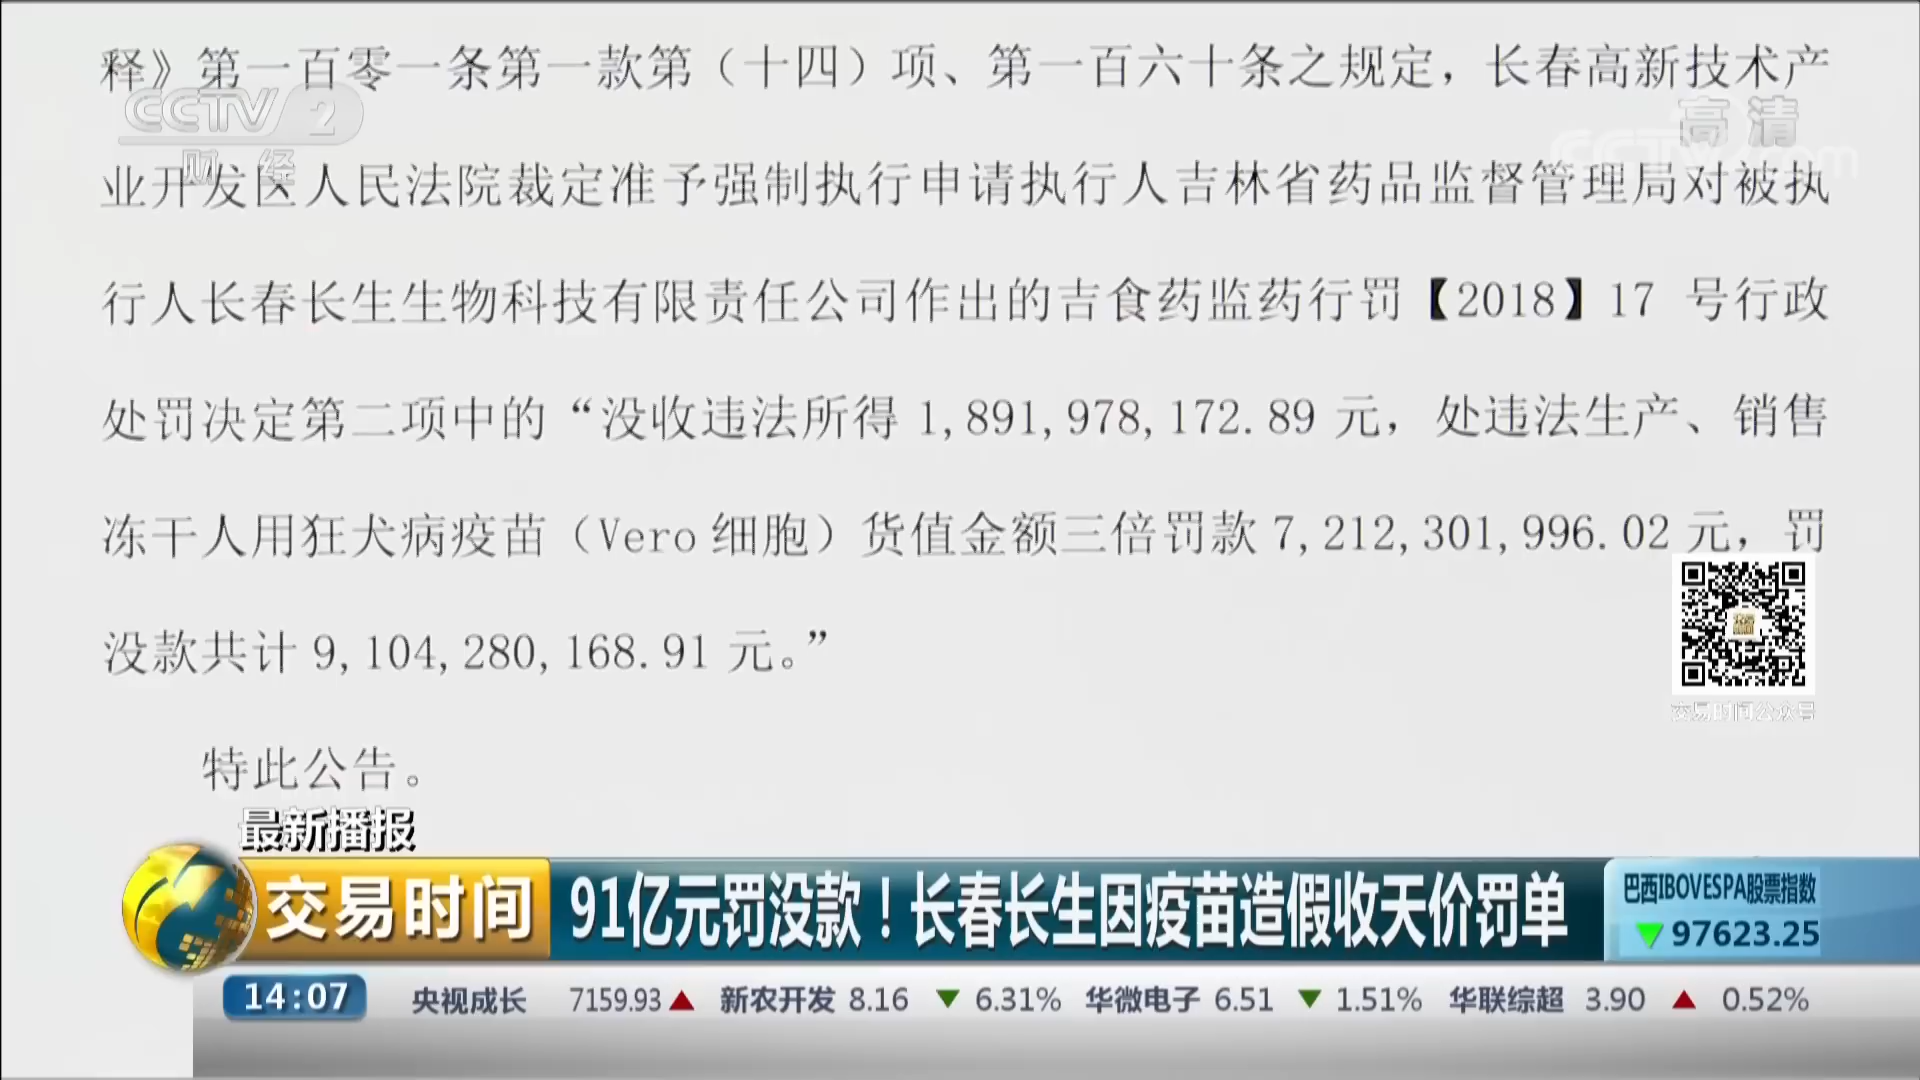 释》第一百零一条第一款第（十四）项、第一百六十条之规定，长春高新技术产
CCTV 2
财经
高清
CCTV.com
业开发区人民法院裁定准予强制执行申请执行人吉林省药品监督管理局对被执
行人长春长生生物科技有限责任公司作出的吉食药监药行罚【2018】17 号行政
处罚决定第二项中的“没收违法所得 1,891,978,172.89 元，处违法生产、销售
冻干人用狂犬病疫苗（Vero 细胞）货值金额三倍罚款 7,212,301,996.02 元，罚
没款共计 9,104,280,168.91 元。”
交易时间公众号
特此公告。
最新播报
交易时间
91亿元罚没款！长春长生因疫苗造假收天价罚单
巴西IBOVESPA股票指数
▼ 97623.25
14:07 央视成长 7159.93 ▲ 新农开发 8.16 ▼ 6.31% 华微电子 6.51 ▼ 1.51% 华联综超 3.90 ▲ 0.52%